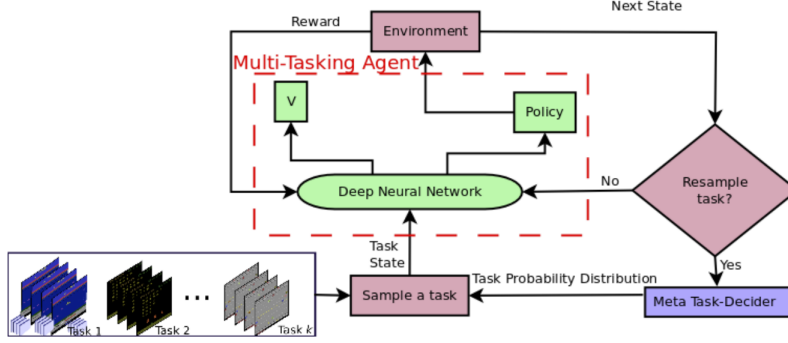 Next State
Reward
Environment
Multi-Tasking Agent
V
Policy
Deep Neural Network
No
Resample
task?
Task
State
Yes
Task Probability Distribution
Sample a task
Meta Task-Decider
Task 1
Task 2
...
Task k